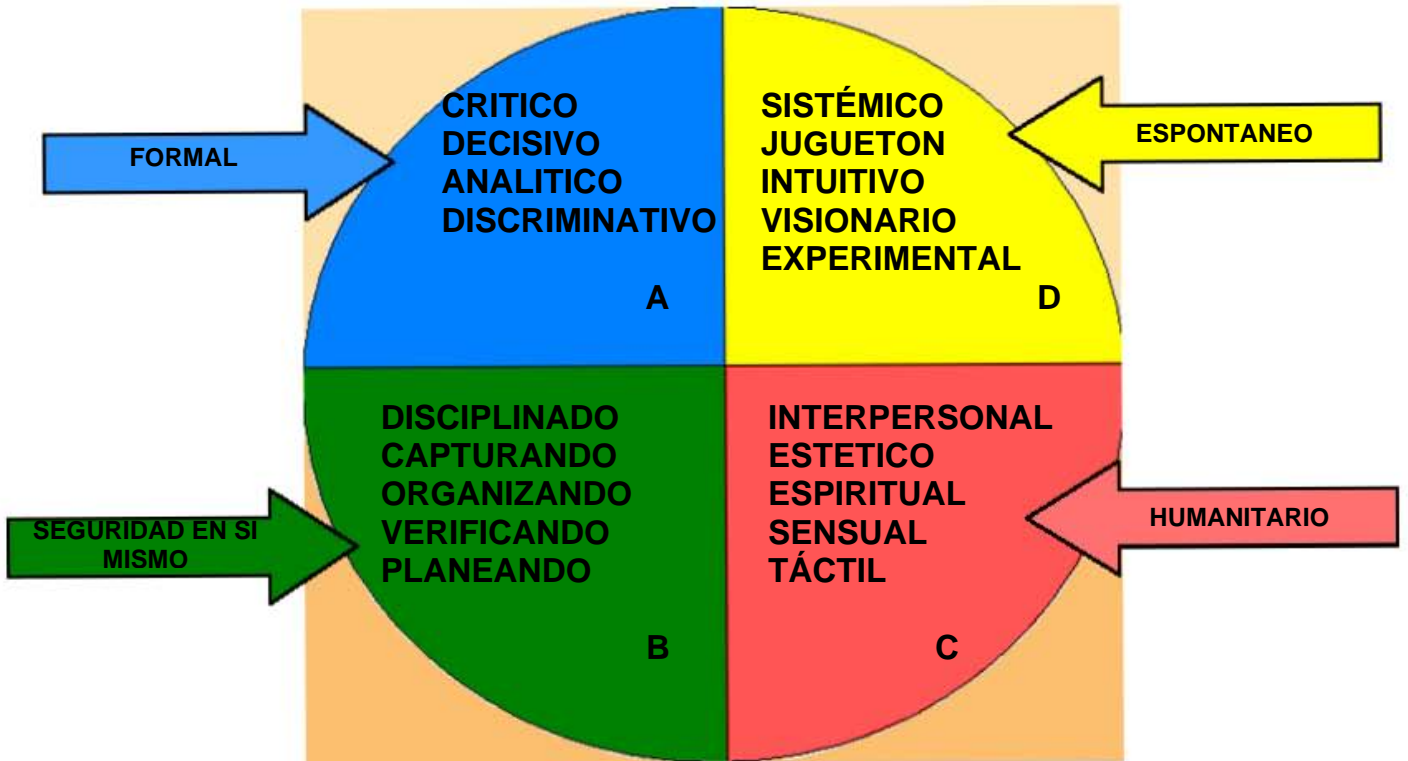 FORMAL
CRITICO
DECISIVO
ANALITICO
DISCRIMINATIVO
A
SISTÉMICO
JUGUETON
INTUITIVO
VISIONARIO
EXPERIMENTAL
D
ESPONTANEO
SEGURIDAD EN SI
MISMO
DISCIPLINADO
CAPTURANDO
ORGANIZANDO
VERIFICANDO
PLANEANDO
B
INTERPERSONAL
ESTETICO
ESPIRITUAL
SENSUAL
TÁCTIL
C
HUMANITARIO